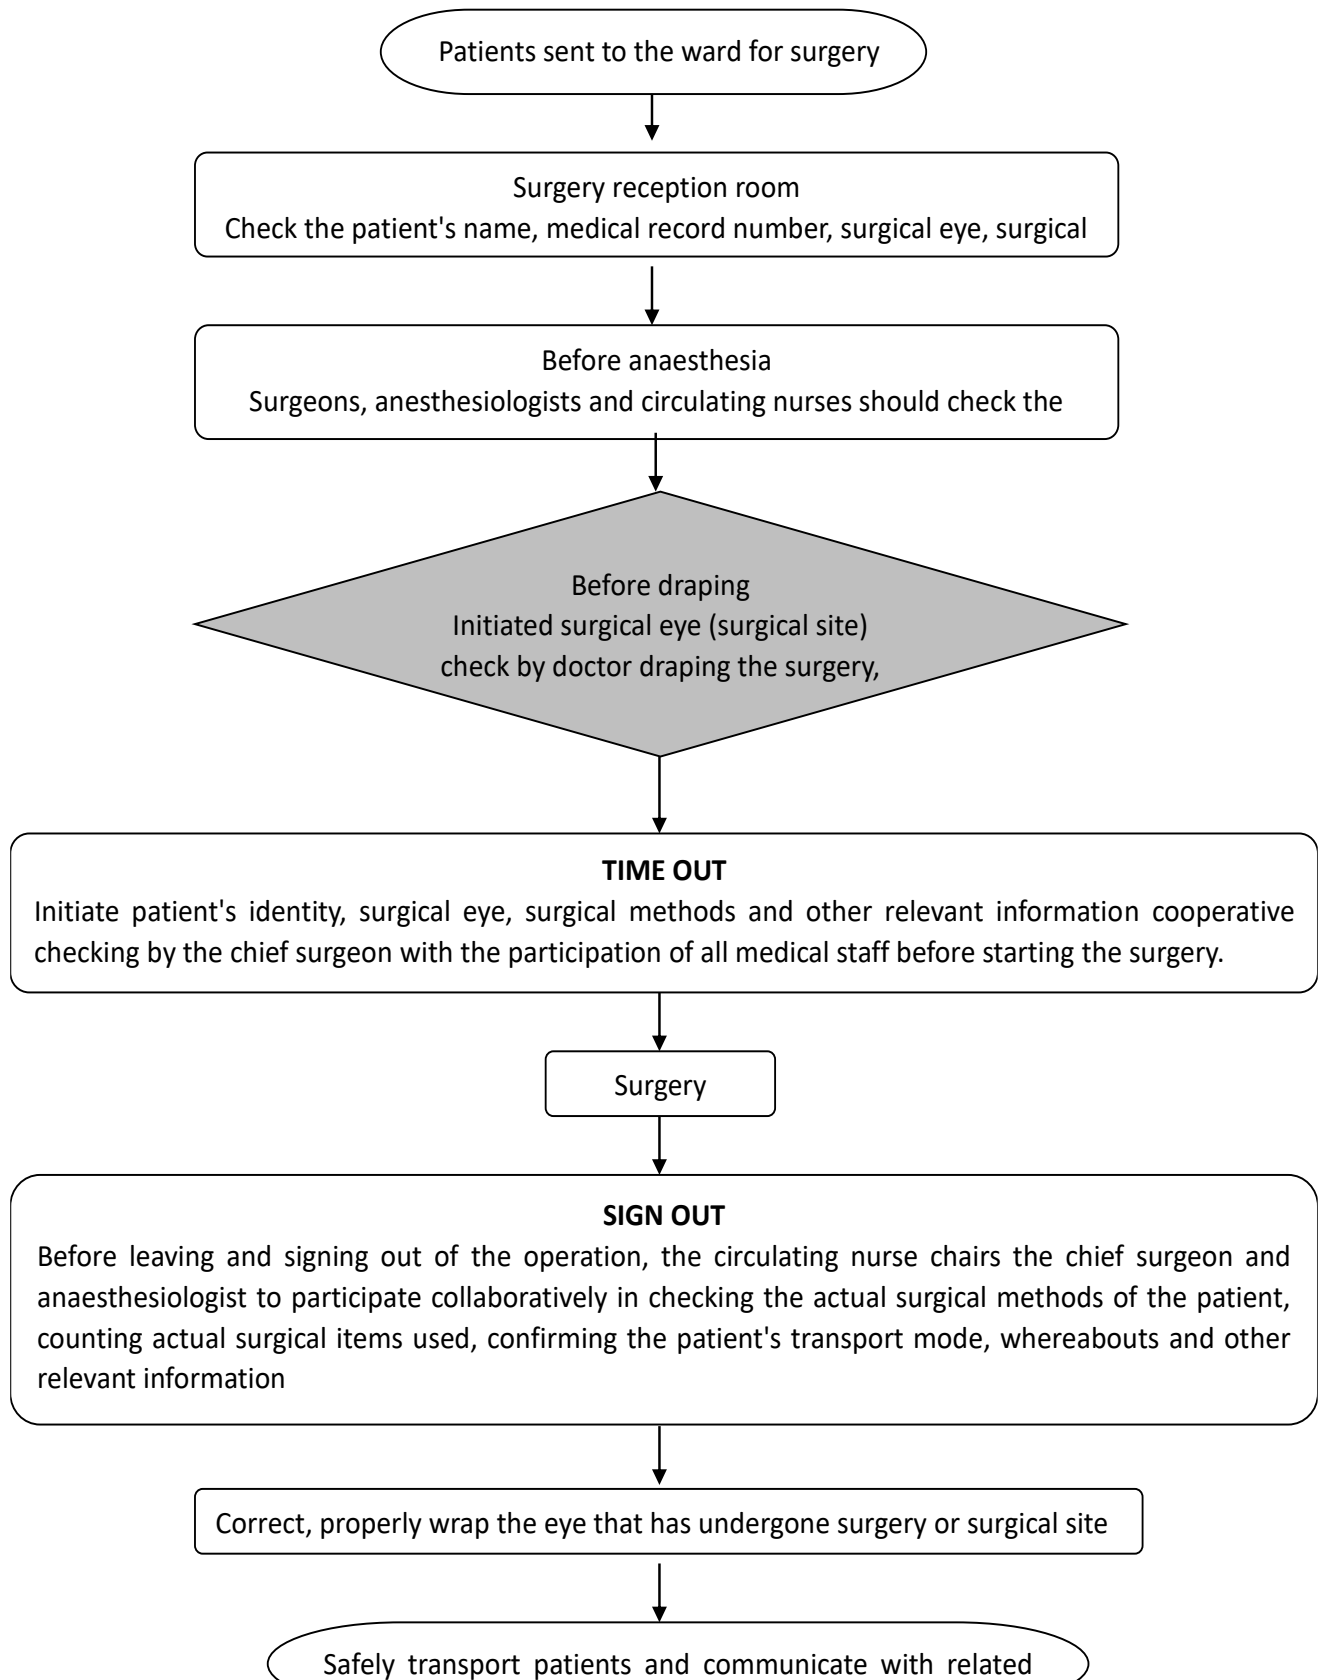 Patients sent to the ward for surgery
Surgery reception room
Check the patient's name, medical record number, surgical eye, surgical
Before anaesthesia
Surgeons, anesthesiologists and circulating nurses should check the
Before draping
Initiated surgical eye (surgical site)
check by doctor draping the surgery,
TIME OUT
Initiate patient's identity, surgical eye, surgical methods and other relevant information cooperative
checking by the chief surgeon with the participation of all medical staff before starting the surgery.
Surgery
SIGN OUT
Before leaving and signing out of the operation, the circulating nurse chairs the chief surgeon and
anaesthesiologist to participate collaboratively in checking the actual surgical methods of the patient,
counting actual surgical items used, confirming the patient's transport mode, whereabouts and other
relevant information
Correct, properly wrap the eye that has undergone surgery or surgical site
Safely transport patients and communicate with related